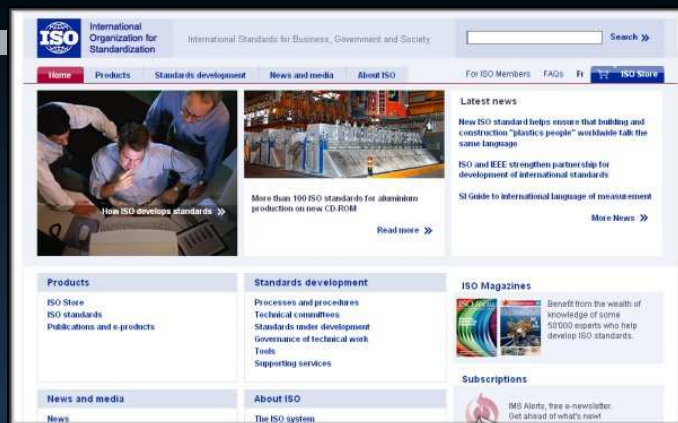 ISO
International
Organization for
Standardization
International Standards for Business, Government and Society
Search »
Home
Products
Standards development
News and media
About ISO
For ISO Members
FAQs
Fr
ISO Store
How ISO develops standards »
More than 100 ISO standards for aluminium
production on new CD-ROM
Read more »
Latest news
New ISO standard helps ensure that building and
construction "plastics people" worldwide talk the
same language
ISO and IEEE strengthen partnership for
development of international standards
SI Guide to international language of measurement
More News »
Products
ISO Store
ISO standards
Publications and e-products
Standards development
Processes and procedures
Technical committees
Standards under development
Governance of technical work
Tools
Supporting services
ISO Magazines
Benefit from the wealth of
knowledge of some
50'000 experts who help
develop ISO standards.
News and media
News
About ISO
The ISO system
Subscriptions
IMS Alerts, free e-newsletter.
Get ahead of what's new!